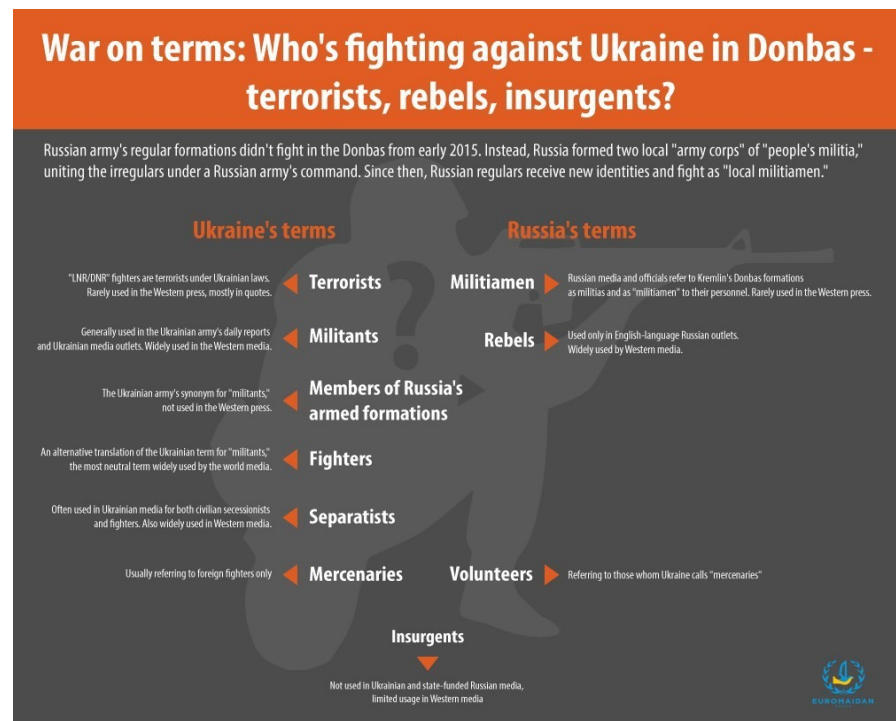 War on terms: Who's fighting against Ukraine in Donbas -
terrorists, rebels, insurgents?
Russian army's regular formations didn't fight in the Donbas from early 2015. Instead, Russia formed two local "army corps" of "people's militia,"
uniting the irregulars under a Russian army's command. Since then, Russian regulars receive new identities and fight as "local militiamen."
Ukraine's terms
Russia's terms
"LNR/DNR" fighters are terrorists under Ukrainian laws.
Rarely used in the Western press, mostly in quotes.
Terrorists
Militiamen
Russian media and officials refer to Kremlin's Donbas formations
as militias and as "militiamen" to their personnel. Rarely used in the Western press.
Generally used in the Ukrainian army's daily reports
and Ukrainian media outlets. Widely used in the Western media.
Militants
Rebels
Used only in English-language Russian outlets.
Widely used by Western media.
The Ukrainian army's synonym for "militants,"
not used in the Western press.
Members of Russia's
armed formations
An alternative translation of the Ukrainian term for "militants,"
the most neutral term widely used by the world media.
Fighters
Often used in Ukrainian media for both civilian secessionists
and fighters. Also widely used in Western media.
Separatists
Usually referring to foreign fighters only
Mercenaries
Volunteers
Referring to those whom Ukraine calls "mercenaries"
Insurgents
Not used in Ukrainian and state-funded Russian media,
limited usage in Western media
?
EUROMAIDAN